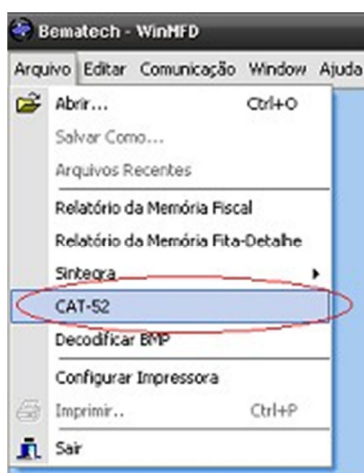 Bematech - WinMFD
Arquivo Editar Comunicação Window Ajuda
Abrir... Ctrl+O
Salvar Como...
Arquivos Recentes
Relatório da Memória Fiscal
Relatório da Memória Fita-Detalhe
Sintegra
CAT-52
Decodificar BMP
Configurar Impressora
Imprimir.. Ctrl+P
Sair